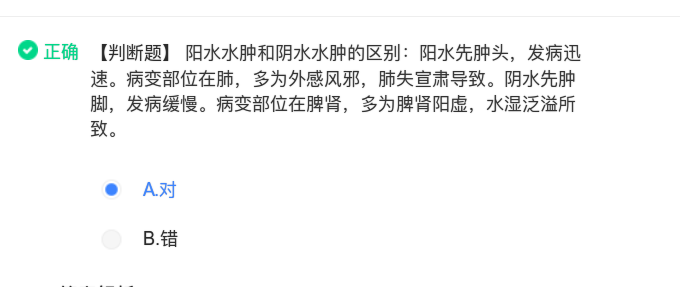 正确 【判断题】 阳水水肿和阴水水肿的区别：阳水先肿头，发病迅
速。病变部位在肺，多为外感风邪，肺失宣肃导致。阴水先肿
脚，发病缓慢。病变部位在脾肾，多为脾肾阳虚，水湿泛溢所
致。
A.对
B.错